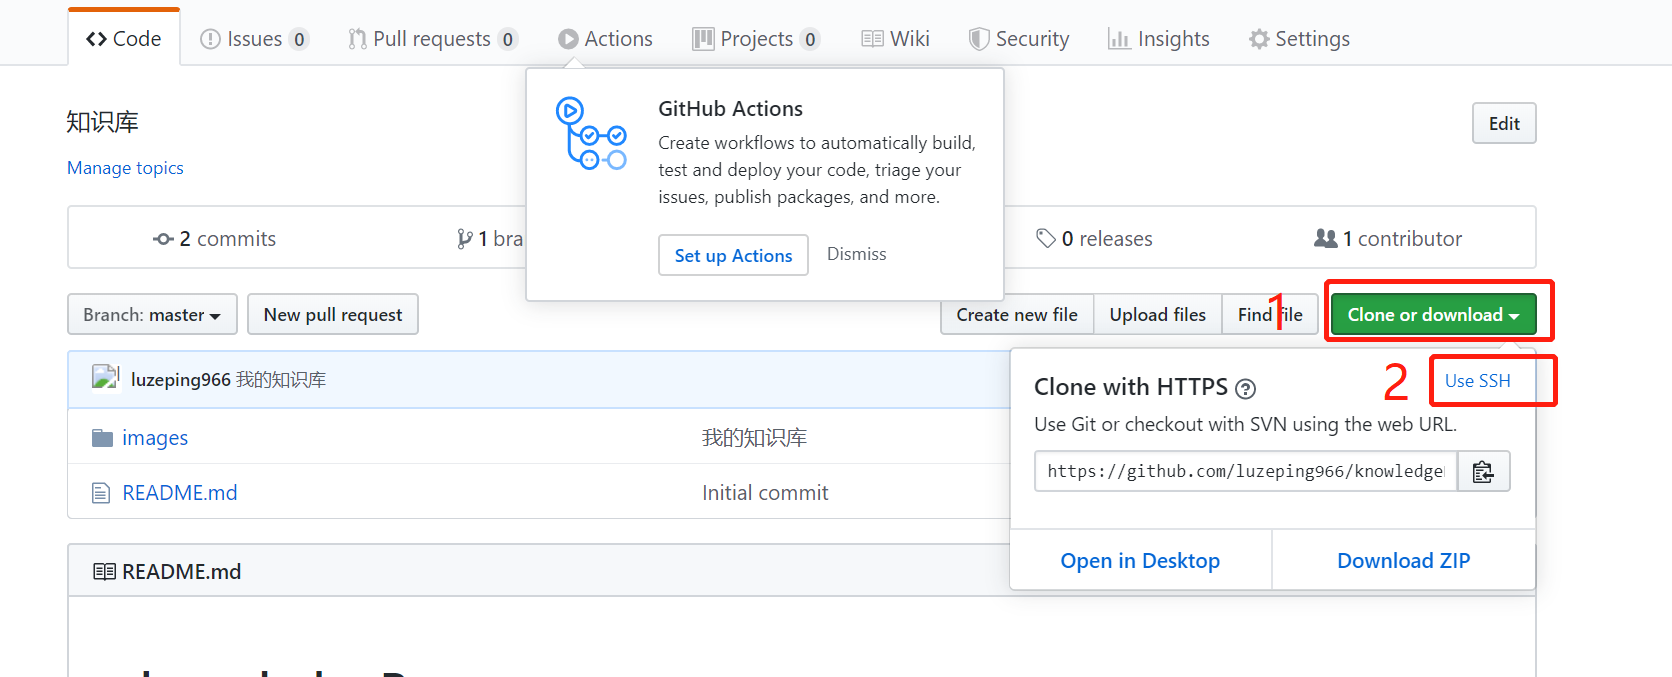 Code Issues 0 Pull requests 0 Actions Projects 0 Wiki Security Insights Settings
知识库
Edit
Manage topics
GitHub Actions
Create workflows to automatically build,
test and deploy your code, triage your
issues, publish packages, and more.
Set up Actions Dismiss
2 commits 1 bra 0 releases 1 contributor
Branch: master New pull request Create new file Upload files Find file 1 Clone or download
luzeping966 我的知识库
images 我的知识库
README.md Initial commit
Clone with HTTPS 2 Use SSH
Use Git or checkout with SVN using the web URL.
https://github.com/luzeping966/knowledge
Open in Desktop Download ZIP
README.md